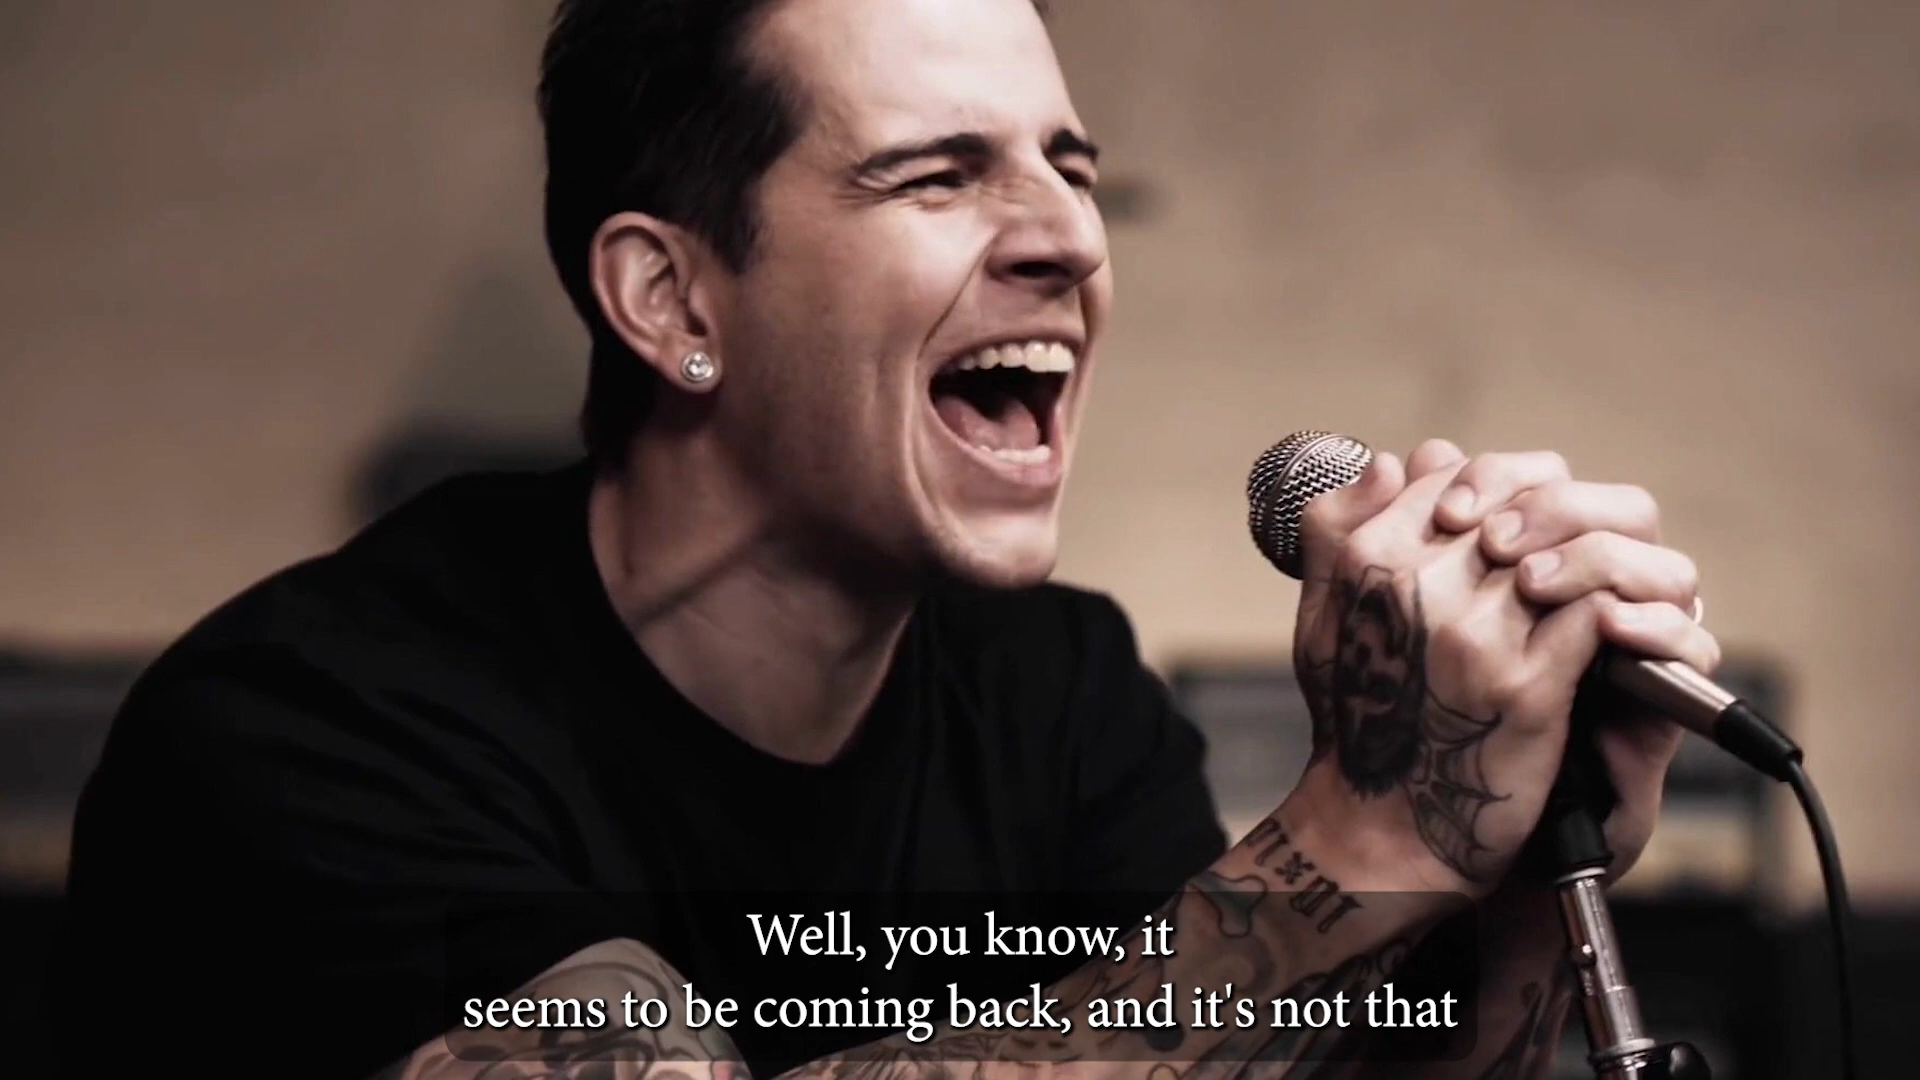 Well, you know, it
seems to be coming back, and it's not that